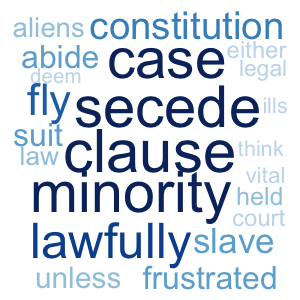 aliens constitution
abide case either
deem legal
fly secede ills
suit clause think
law vital
minority held
court
lawfully slave
unless frustrated